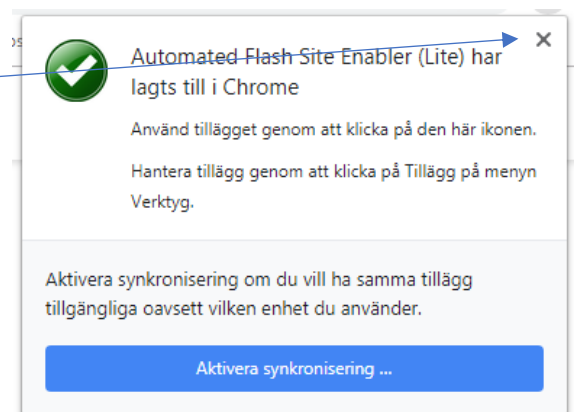 Automated Flash Site Enabler (Lite) har
lagts till i Chrome
Använd tillägget genom att klicka på den här ikonen.
Hantera tillägg genom att klicka på Tillägg på menyn
Verktyg.
Aktivera synkronisering om du vill ha samma tillägg
tillgängliga oavsett vilken enhet du använder.
Aktivera synkronisering ...